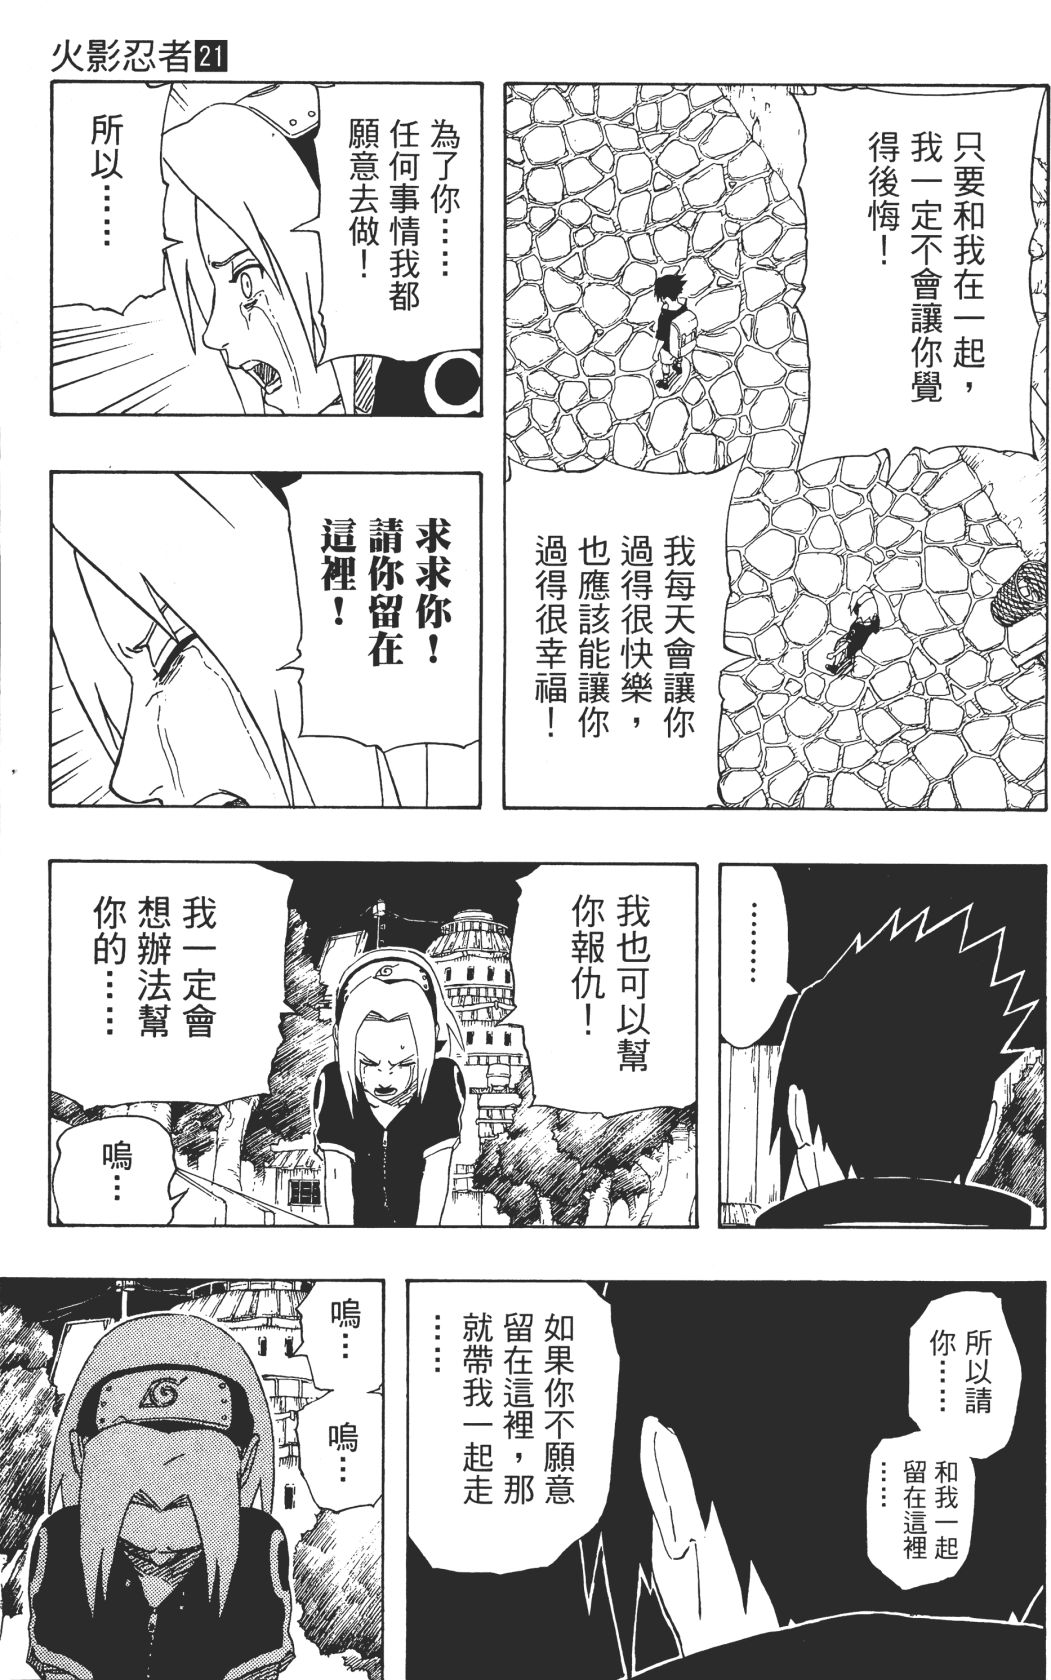 火影忍者21
只要和我在一起，
我一定不會讓你覺
得後悔！
我每天會讓你
過得很快樂，
也應該能讓你
過得很幸福！
為了你……
任何事情我都
願意去做！
所以……
求求你！
請你留在
這裡！
………
我也可以幫
你報仇！
我一定會
想辦法幫
你的……
嗚…
所以請
你……
和我一起
留在這裡
……
如果你不願意
留在這裡，那
就帶我一起走
……
嗚…
嗚…